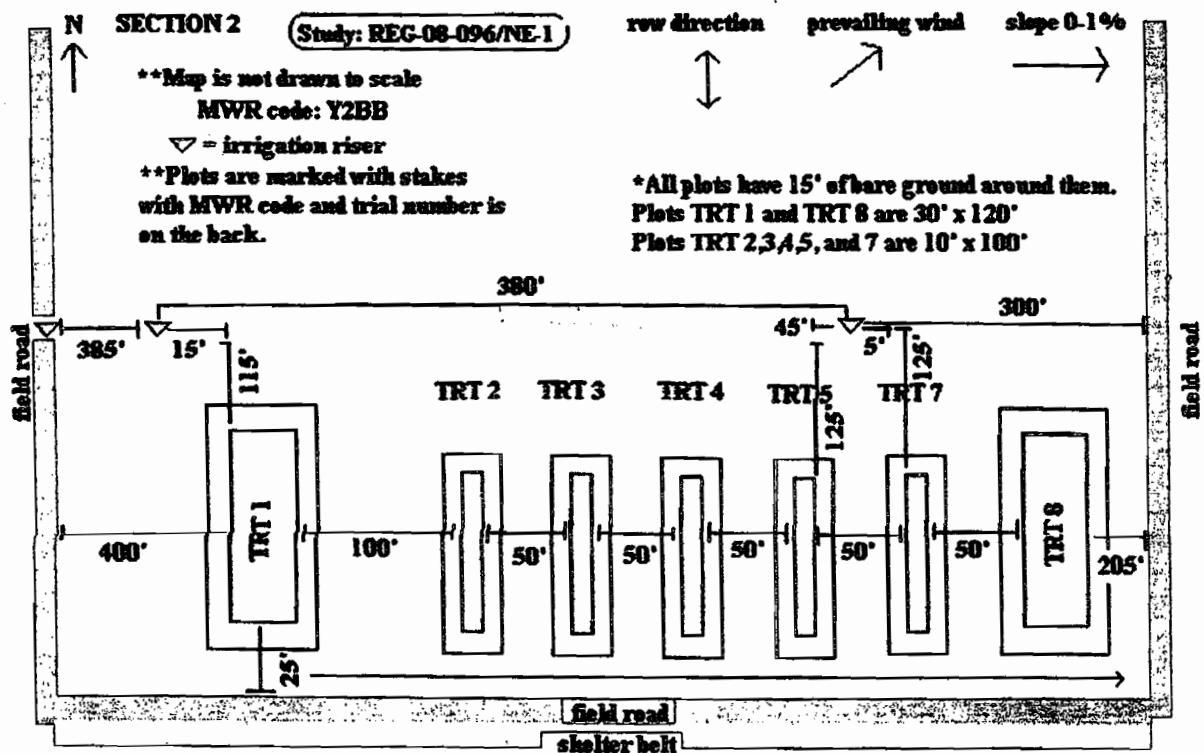 N SECTION 2
Study: REG-08-096/NE-1
row direction prevailing wind slope 0-1%
**Map is not drawn to scale
MWR code: Y2BB
= irrigation riser
**Plots are marked with stakes
with MWR code and trial number is
on the back.
*All plots have 15' of bare ground around them.
Plots TRT 1 and TRT 8 are 30' x 120'
Plots TRT 2,3,4,5, and 7 are 10' x 100'
380'
300'
385'
15'
45'
5'
115'
125'
125'
field road
field road
TRT 2 TRT 3 TRT 4 TRT 5 TRT 7
TRT 1
TRT 8
400'
100'
50'
50'
50'
50'
50'
205'
25'
field road
shelter belt